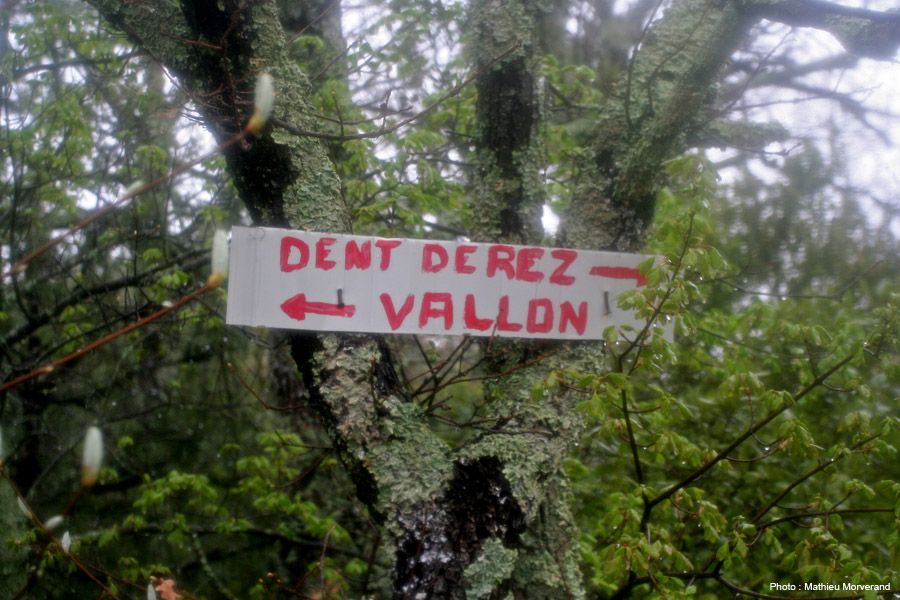 DENT DEREZ →
← VALLON
Photo : Mathieu Morverand